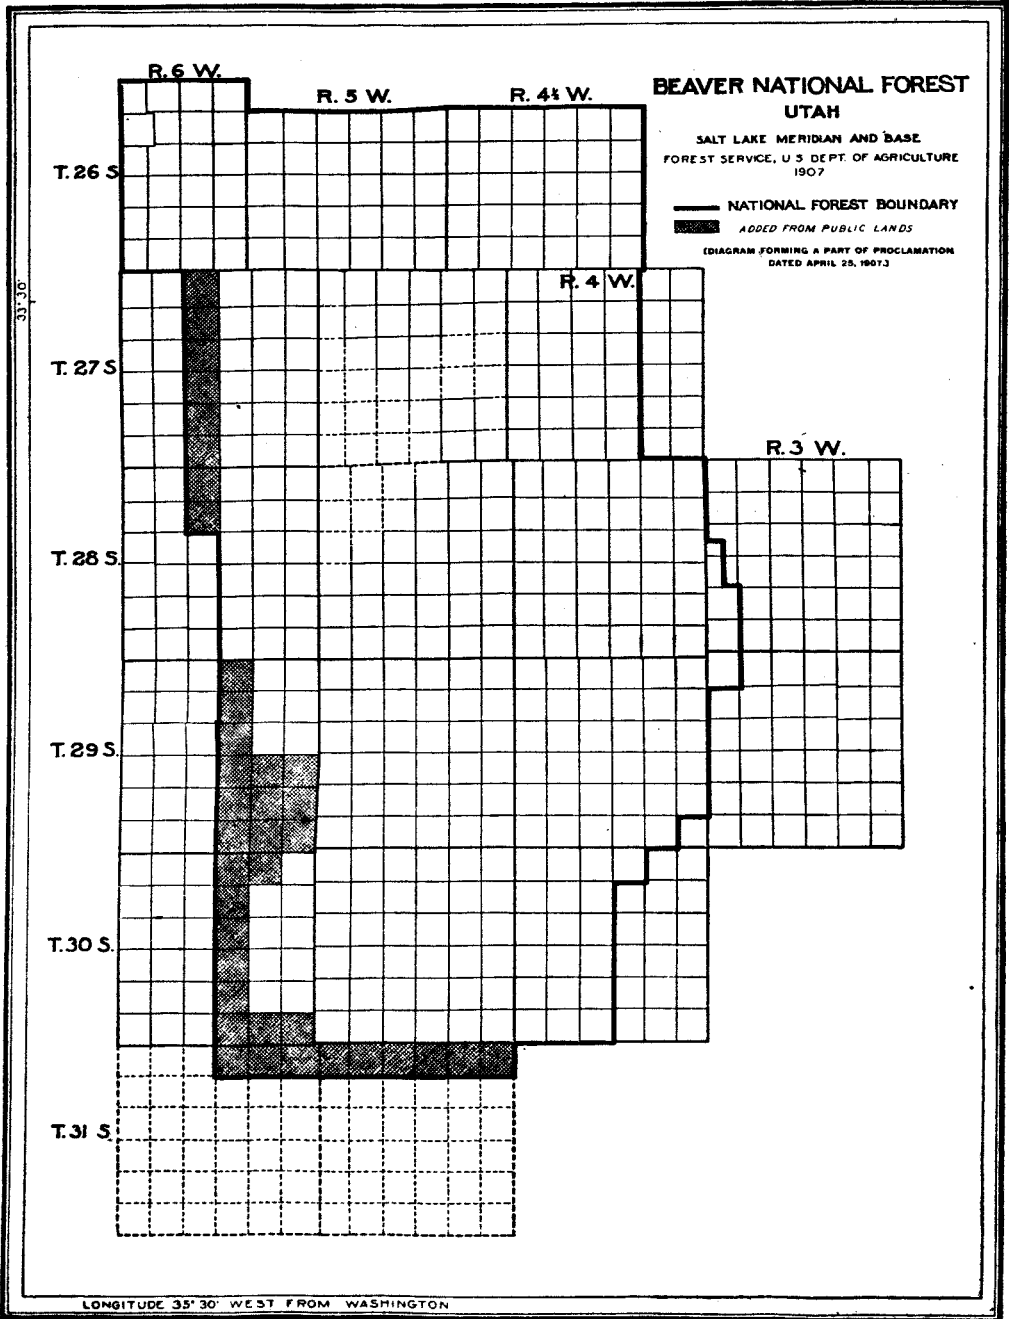 BEAVER NATIONAL FOREST
UTAH
SALT LAKE MERIDIAN AND BASE
FOREST SERVICE, U S DEPT. OF AGRICULTURE
1907
NATIONAL FOREST BOUNDARY
ADDED FROM PUBLIC LANDS
(DIAGRAM FORMING A PART OF PROCLAMATION
DATED APRIL 25, 1907.)
R. 6 W.
R. 5 W.
R. 4½ W.
T. 26 S
R. 4 W.
33° 30'
T. 27 S
R. 3 W.
T. 28 S.
T. 29 S.
T. 30 S.
T. 31 S
LONGITUDE 35° 30' WEST FROM WASHINGTON